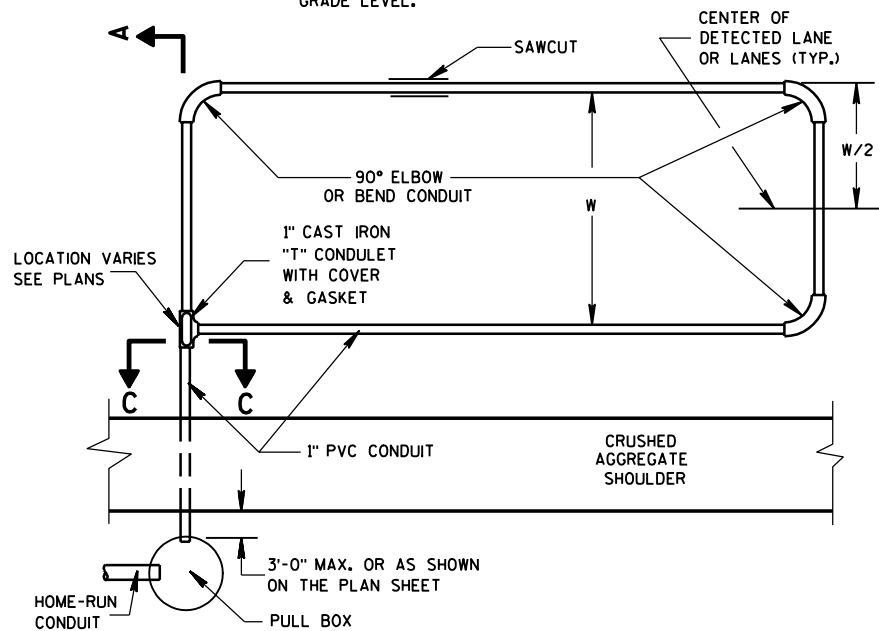 GRADE LEVEL.
A
SAWCUT
CENTER OF
DETECTED LANE
OR LANES (TYP.)
W/2
90° ELBOW
OR BEND CONDUIT
W
1" CAST IRON
"T" CONDULET
WITH COVER
& GASKET
LOCATION VARIES
SEE PLANS
C
C
1" PVC CONDUIT
CRUSHED
AGGREGATE
SHOULDER
3'-0" MAX. OR AS SHOWN
ON THE PLAN SHEET
HOME-RUN
CONDUIT
PULL BOX